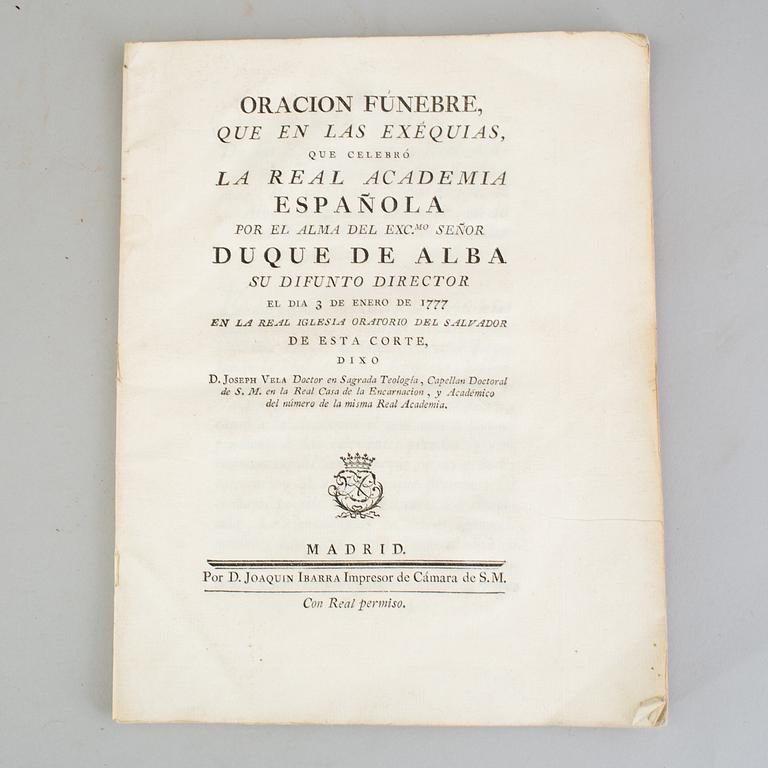 ORACION FÚNEBRE,
QUE EN LAS EXÉQUIAS,
QUE CELEBRÓ
LA REAL ACADEMIA
ESPAÑOLA
POR EL ALMA DEL EXC.MO SEÑOR
DUQUE DE ALBA
SU DIFUNTO DIRECTOR
EL DIA 3 DE ENERO DE 1777
EN LA REAL IGLESIA ORATORIO DEL SALVADOR
DE ESTA CORTE,
DIXO
D. JOSEPH VELA Doctor en Sagrada Teología, Capellan Doctoral
de S. M. en la Real Casa de la Encarnacion, y Académico
del número de la misma Real Academia.
MADRID.
Por D. JOAQUIN IBARRA Impresor de Cámara de S. M.
Con Real permiso.